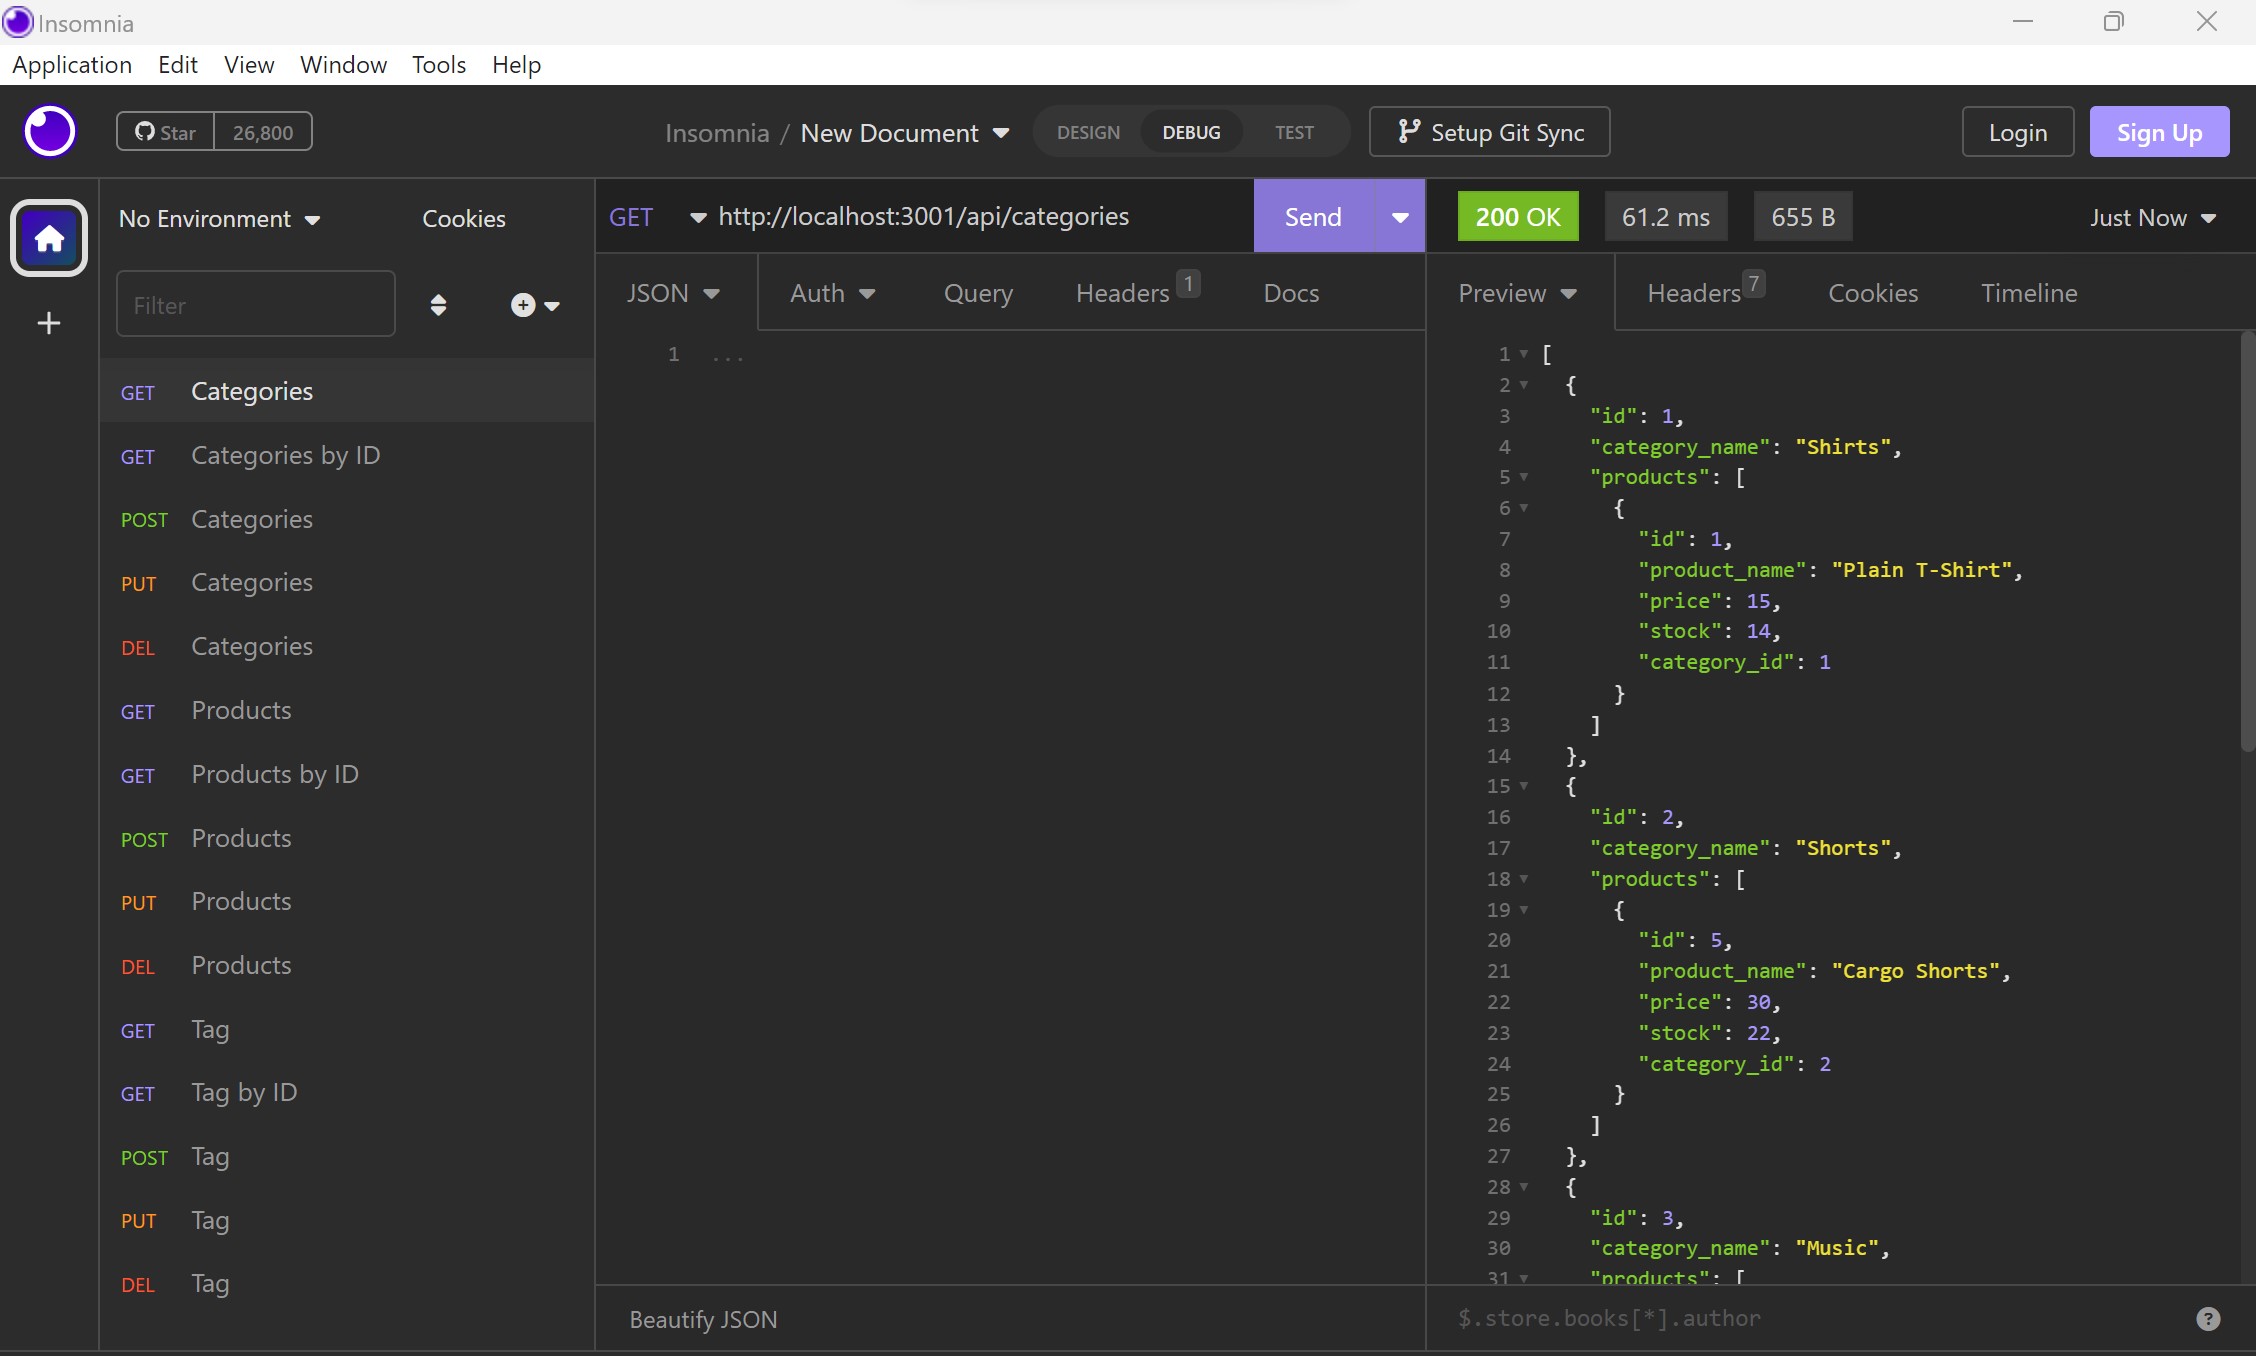 Insomnia
Application Edit View Window Tools Help
Star 26,800
Insomnia / New Document
DESIGN DEBUG TEST
Setup Git Sync
Login
Sign Up
No Environment
Cookies
Filter
GET Categories
GET Categories by ID
POST Categories
PUT Categories
DEL Categories
GET Products
GET Products by ID
POST Products
PUT Products
DEL Products
GET Tag
GET Tag by ID
POST Tag
PUT Tag
DEL Tag
GET http://localhost:3001/api/categories
Send
JSON Auth Query Headers 1 Docs
1 ...
Beautify JSON
200 OK 61.2 ms 655 B Just Now
Preview Headers 7 Cookies Timeline
1 [
2 {
3 "id": 1,
4 "category_name": "Shirts",
5 "products": [
6 {
7 "id": 1,
8 "product_name": "Plain T-Shirt",
9 "price": 15,
10 "stock": 14,
11 "category_id": 1
12 }
13 ]
14 },
15 {
16 "id": 2,
17 "category_name": "Shorts",
18 "products": [
19 {
20 "id": 5,
21 "product_name": "Cargo Shorts",
22 "price": 30,
23 "stock": 22,
24 "category_id": 2
25 }
26 ]
27 },
28 {
29 "id": 3,
30 "category_name": "Music",
31 "products": [
$.store.books[*].author
?